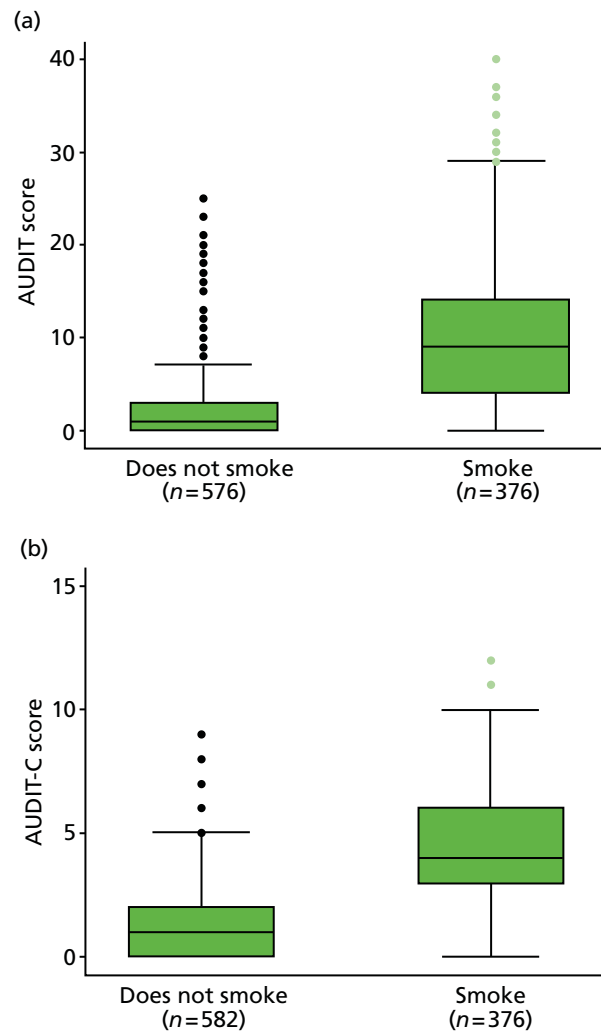 (a)
40
30
20
10
0
AUDIT score
Does not smoke
(n=576)
Smoke
(n=376)
(b)
15
10
5
0
AUDIT-C score
Does not smoke
(n=582)
Smoke
(n=376)